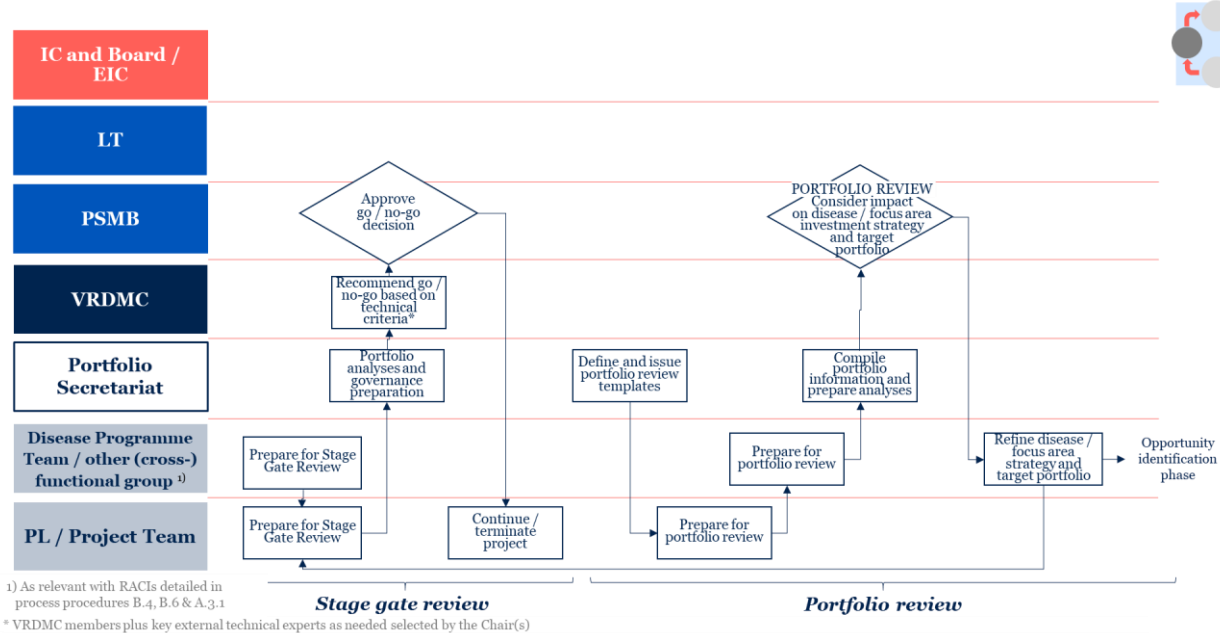 IC and Board /
EIC
LT
PSMB
VRDMC
Portfolio
Secretariat
Disease Programme
Team / other (cross-)
functional group ¹⁾
PL / Project Team
Approve
go / no-go
decision
Recommend go /
no-go based on
technical
criteria*
Portfolio
analyses and
governance
preparation
Prepare for Stage
Gate Review
Prepare for Stage
Gate Review
Continue /
terminate
project
PORTFOLIO REVIEW
Consider impact
on disease / focus area
investment strategy
and target
portfolio
Define and issue
portfolio review
templates
Compile
portfolio
information and
prepare analyses
Prepare for
portfolio review
Prepare for
portfolio review
Refine disease /
focus area
strategy and
target portfolio
Opportunity
identification
phase
Stage gate review
Portfolio review
1) As relevant with RACIs detailed in
process procedures B.4, B.6 & A.3.1
* VRDMC members plus key external technical experts as needed selected by the Chair(s)